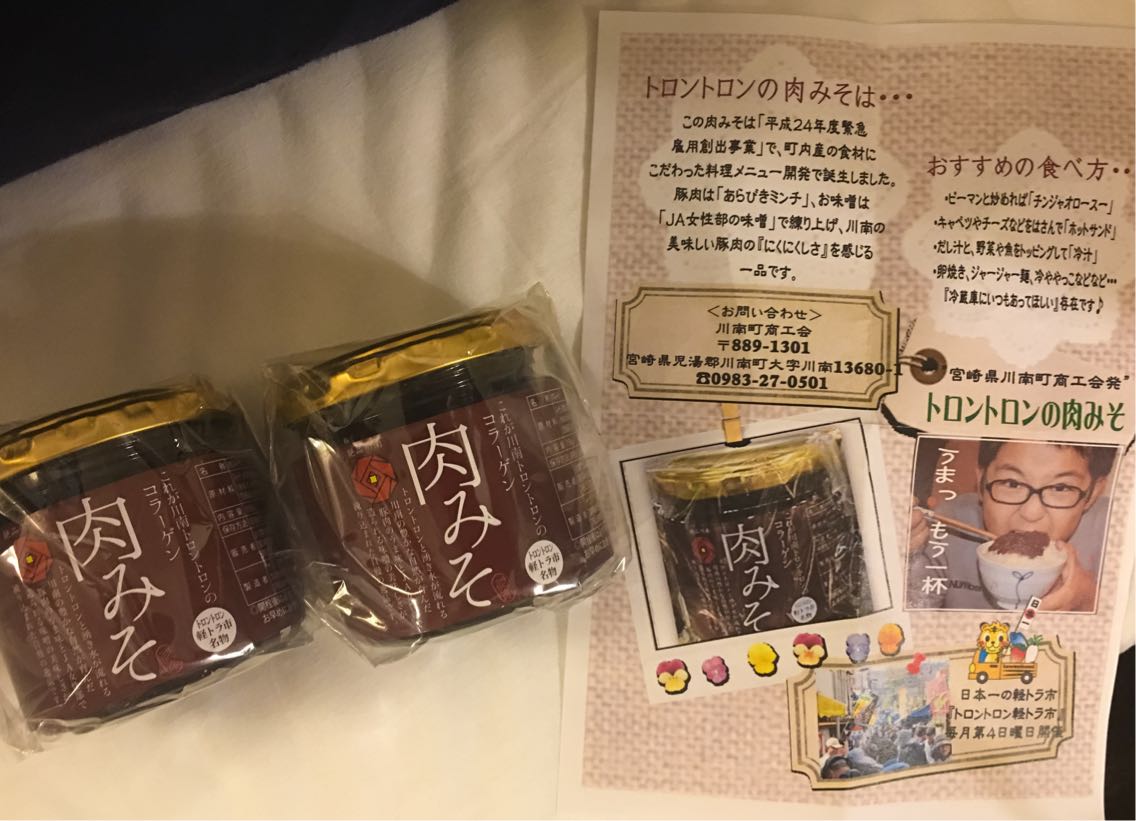 トロントロンの肉みそは・・・
この肉みそは「平成24年度緊急
雇用創出事業」で、町内産の食材に
こだわった料理メニュー開発で誕生しました。
豚肉は「あらびきミンチ」、お味噌は
「JA女性部の味噌」で練り上げ、川南の
美味しい豚肉の『にくにくしさ』を感じる
一品です。
<お問い合わせ>
川南町商工会
〒889-1301
宮崎県児湯郡川南町大字川南13680-1
☎0983-27-0501
おすすめの食べ方・・
・ピーマンと炒めれば「チンジャオロースー」
・キャベツやチーズなどをはさんで「ホットサンド」
・だし汁と、野菜や魚をトッピングして「冷汁」
・卵焼き、ジャージャー麺、冷ややっこなどなど・・・
『冷蔵庫にいつもあってほしい』存在です♪
宮崎県川南町商工会発"
トロントロンの肉みそ
うまっ。もう一杯
日本一
日本一の軽トラ市
『トロントロン軽トラ市』
毎月第4日曜日開催
肉みそ
トロントロン
軽トラ市
名物
これが川南トロントロンの
コラーゲン
肉みそ
トロントロン
軽トラ市
名物
これが川南トロントロンの
コラーゲン
肉みそ
トロントロン
軽トラ市
名物